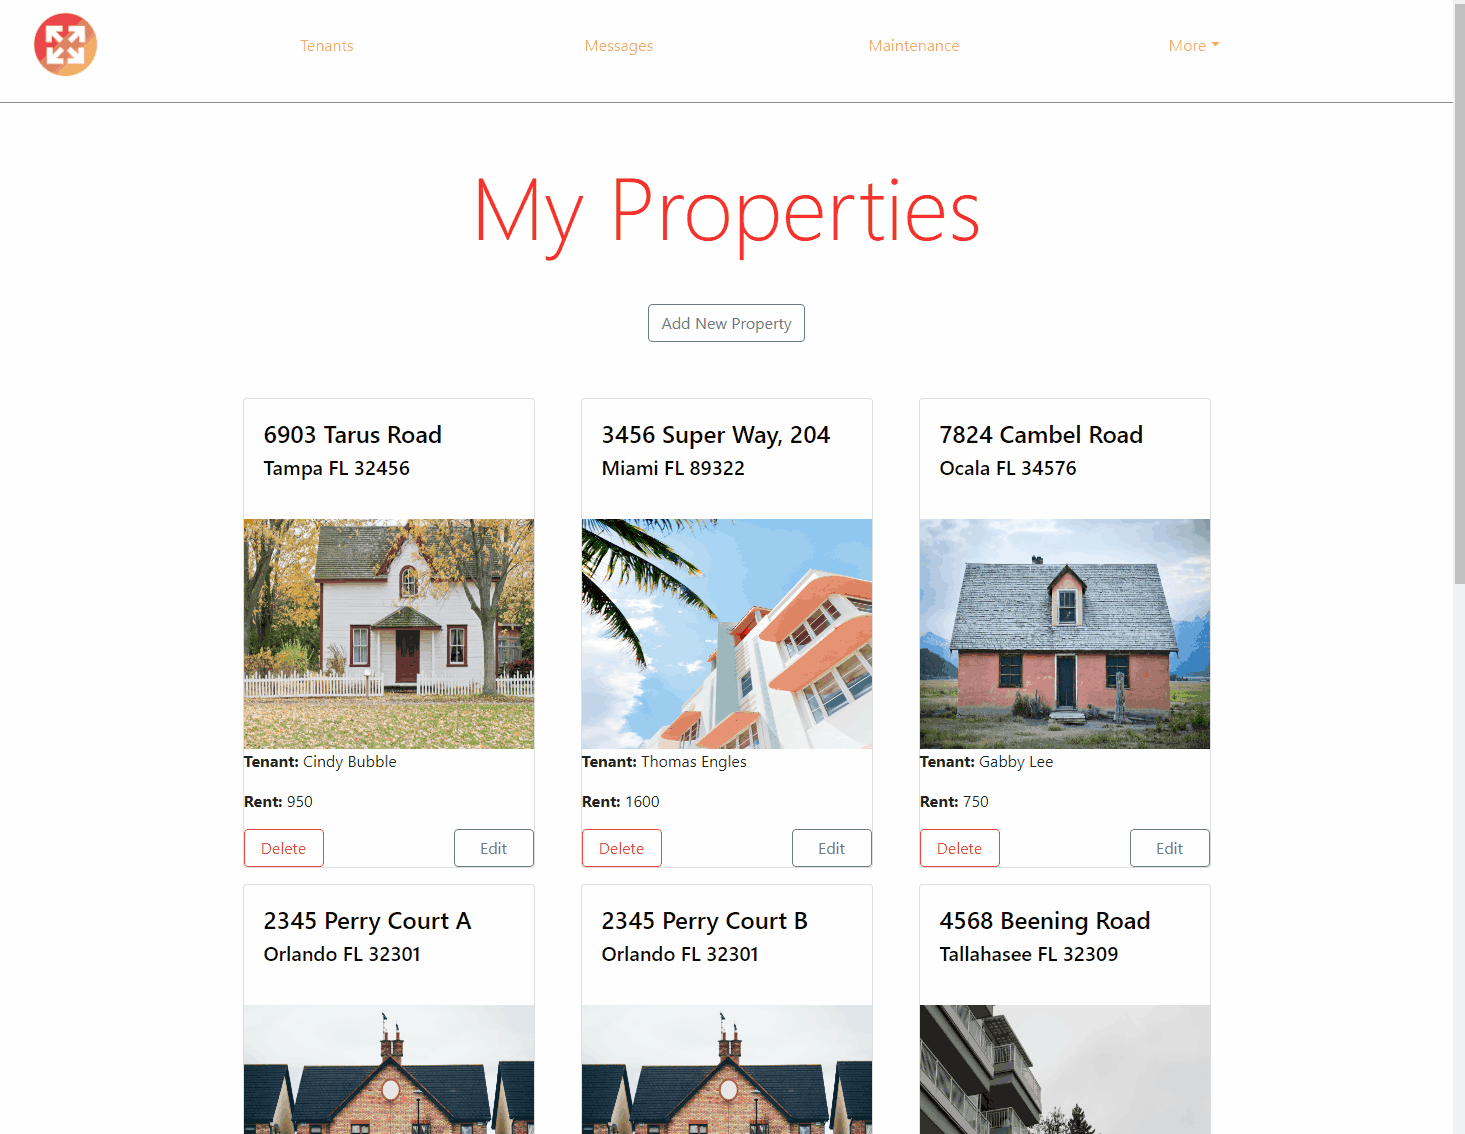 Tenants Messages Maintenance More
My Properties
Add New Property
6903 Tarus Road
Tampa FL 32456
Tenant: Cindy Bubble
Rent: 950
Delete Edit
3456 Super Way, 204
Miami FL 89322
Tenant: Thomas Engles
Rent: 1600
Delete Edit
7824 Cambel Road
Ocala FL 34576
Tenant: Gabby Lee
Rent: 750
Delete Edit
2345 Perry Court A
Orlando FL 32301
2345 Perry Court B
Orlando FL 32301
4568 Beening Road
Tallahasee FL 32309